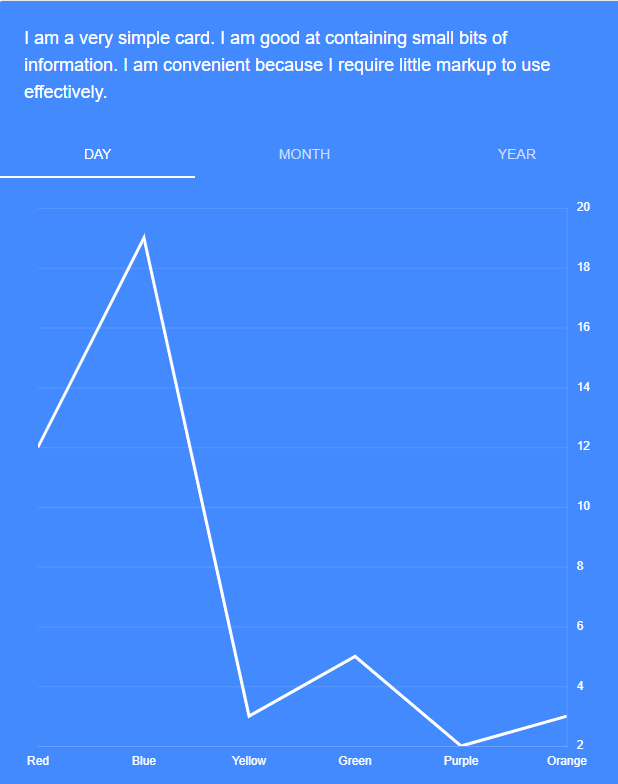 I am a very simple card. I am good at containing small bits of
information. I am convenient because I require little markup to use
effectively.
DAY MONTH YEAR
20
18
16
14
12
10
8
6
4
2
Red Blue Yellow Green Purple Orange